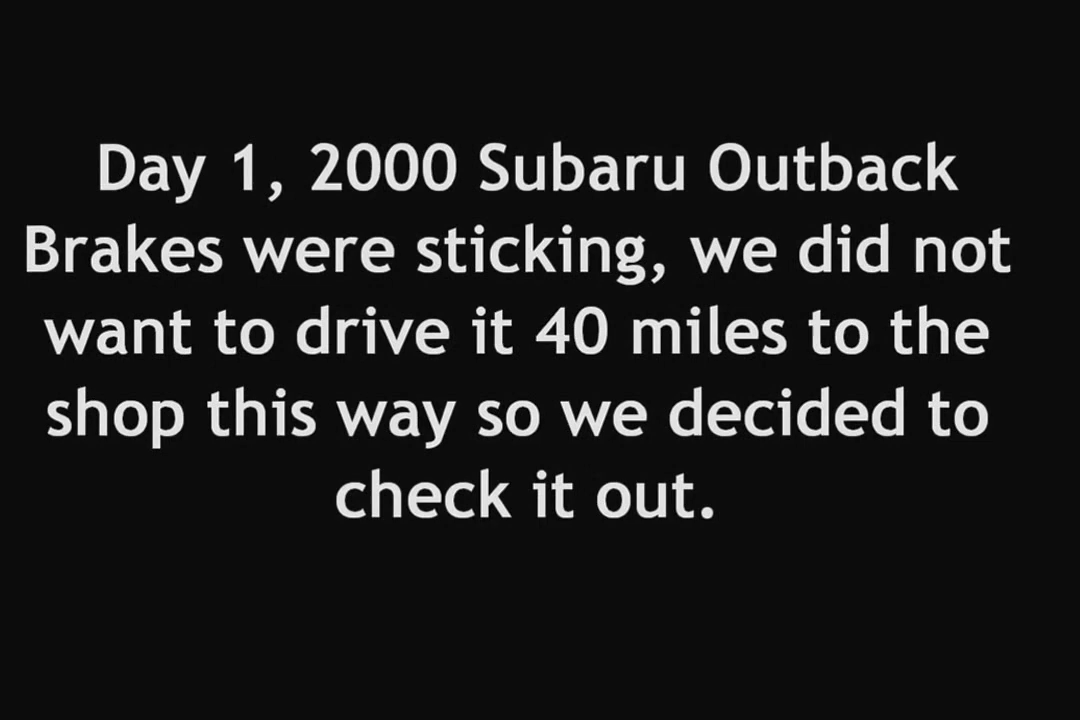 Day 1, 2000 Subaru Outback
Brakes were sticking, we did not
want to drive it 40 miles to the
shop this way so we decided to
check it out.